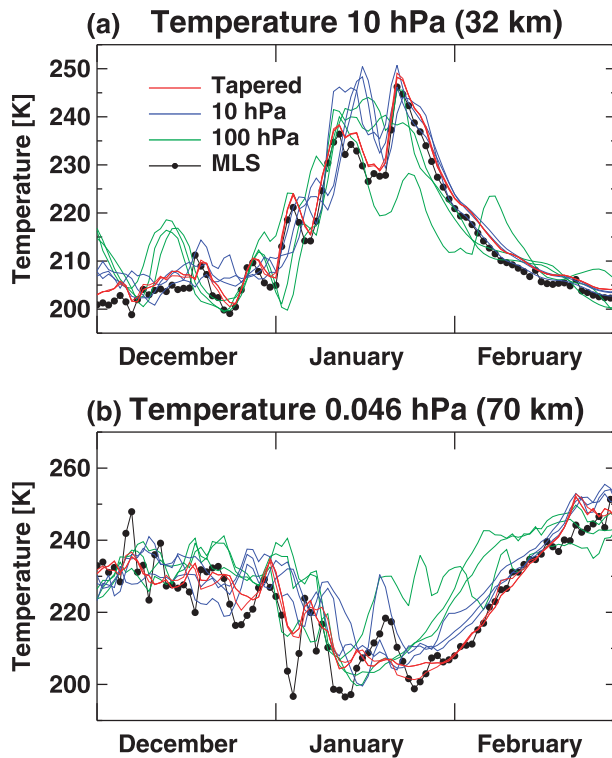 (a) Temperature 10 hPa (32 km)
Temperature [K]
250
240
230
220
210
200
Tapered
10 hPa
100 hPa
MLS
December January February
(b) Temperature 0.046 hPa (70 km)
Temperature [K]
260
240
220
200
December January February